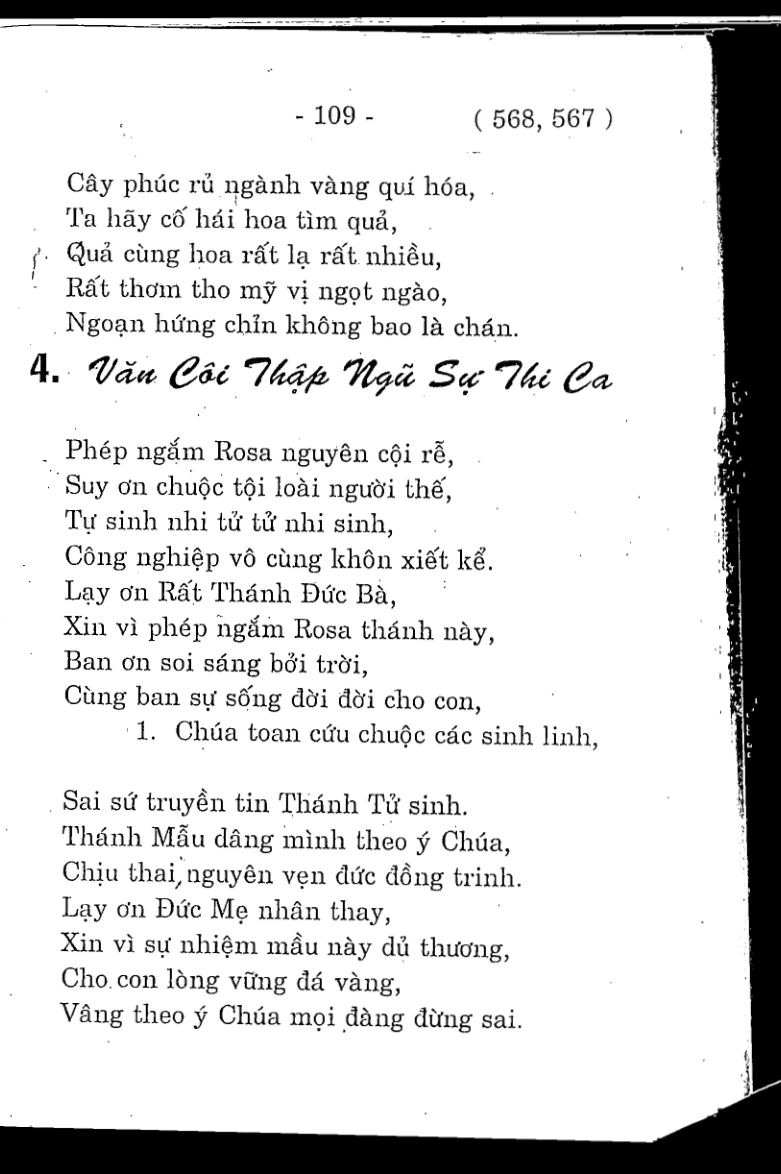 - 109 - ( 568, 567 )
Cây phúc rủ ngành vàng quí hóa,
Ta hãy cố hái hoa tìm quả,
Quả cùng hoa rất lạ rất nhiều,
Rất thơm tho mỹ vị ngọt ngào,
Ngoạn hứng chỉn không bao là chán.
4. Văn Côi Thập Ngũ Sự Thi Ca
Phép ngắm Rosa nguyên cội rễ,
Suy ơn chuộc tội loài người thế,
Tự sinh nhi tử tử nhi sinh,
Công nghiệp vô cùng khôn xiết kể.
Lạy ơn Rất Thánh Đức Bà,
Xin vì phép ngắm Rosa thánh này,
Ban ơn soi sáng bởi trời,
Cùng ban sự sống đời đời cho con,
1. Chúa toan cứu chuộc các sinh linh,
Sai sứ truyền tin Thánh Tử sinh.
Thánh Mẫu dâng mình theo ý Chúa,
Chịu thai, nguyên vẹn đức đồng trinh.
Lạy ơn Đức Mẹ nhân thay,
Xin vì sự nhiệm mầu này dủ thương,
Cho con lòng vững đá vàng,
Vâng theo ý Chúa mọi đàng đừng sai.